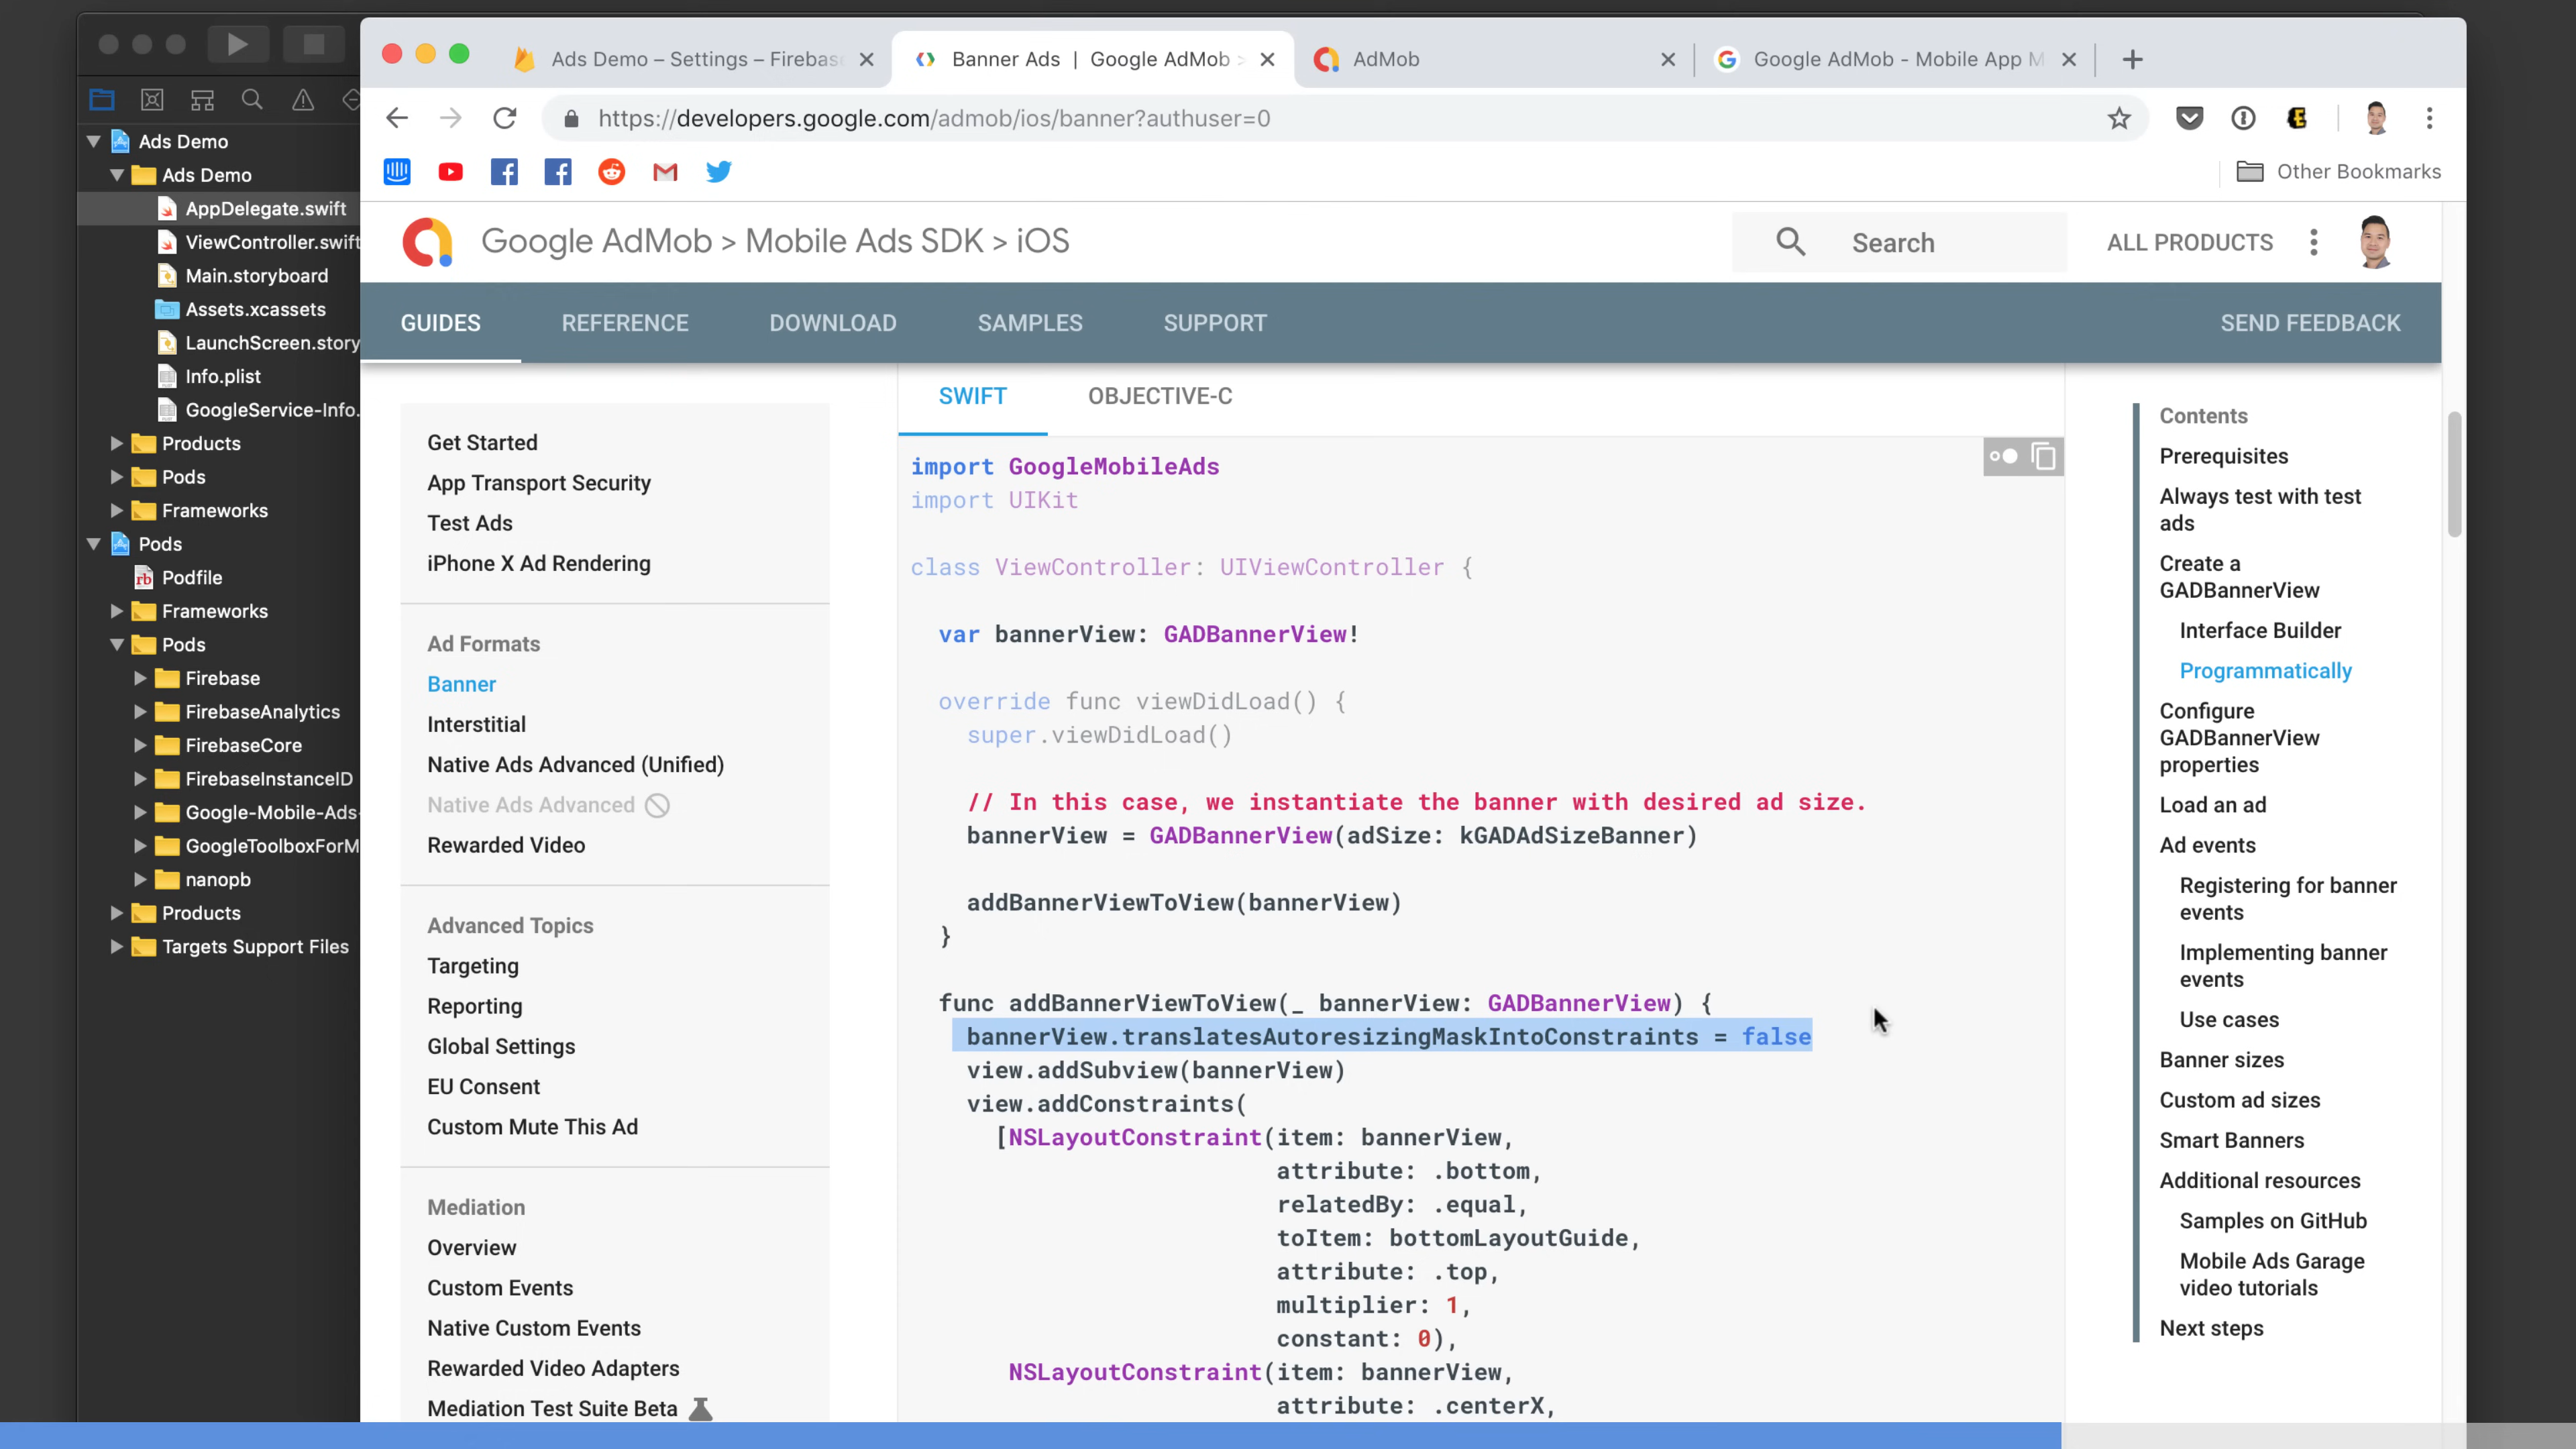 Ads Demo – Settings – Firebase
Banner Ads | Google AdMob >
AdMob
Google AdMob - Mobile App M
https://developers.google.com/admob/ios/banner?authuser=0
Other Bookmarks
Ads Demo
Ads Demo
AppDelegate.swift
ViewController.swift
Main.storyboard
Assets.xcassets
LaunchScreen.story
Info.plist
GoogleService-Info.
Products
Pods
Frameworks
Pods
rb Podfile
Frameworks
Pods
Firebase
FirebaseAnalytics
FirebaseCore
FirebaseInstanceID
Google-Mobile-Ads-
GoogleToolboxForM
nanopb
Products
Targets Support Files
Google AdMob > Mobile Ads SDK > iOS
Search
ALL PRODUCTS
GUIDES
REFERENCE
DOWNLOAD
SAMPLES
SUPPORT
SEND FEEDBACK
Get Started
App Transport Security
Test Ads
iPhone X Ad Rendering
Ad Formats
Banner
Interstitial
Native Ads Advanced (Unified)
Native Ads Advanced
Rewarded Video
Advanced Topics
Targeting
Reporting
Global Settings
EU Consent
Custom Mute This Ad
Mediation
Overview
Custom Events
Native Custom Events
Rewarded Video Adapters
Mediation Test Suite Beta
SWIFT
OBJECTIVE-C
import GoogleMobileAds
import UIKit
class ViewController: UIViewController {
var bannerView: GADBannerView!
override func viewDidLoad() {
super.viewDidLoad()
// In this case, we instantiate the banner with desired ad size.
bannerView = GADBannerView(adSize: kGADAdSizeBanner)
addBannerViewToView(bannerView)
}
func addBannerViewToView(_ bannerView: GADBannerView) {
bannerView.translatesAutoresizingMaskIntoConstraints = false
view.addSubview(bannerView)
view.addConstraints(
[NSLayoutConstraint(item: bannerView,
attribute: .bottom,
relatedBy: .equal,
toItem: bottomLayoutGuide,
attribute: .top,
multiplier: 1,
constant: 0),
NSLayoutConstraint(item: bannerView,
attribute: .centerX,
Contents
Prerequisites
Always test with test
ads
Create a
GADBannerView
Interface Builder
Programmatically
Configure
GADBannerView
properties
Load an ad
Ad events
Registering for banner
events
Implementing banner
events
Use cases
Banner sizes
Custom ad sizes
Smart Banners
Additional resources
Samples on GitHub
Mobile Ads Garage
video tutorials
Next steps